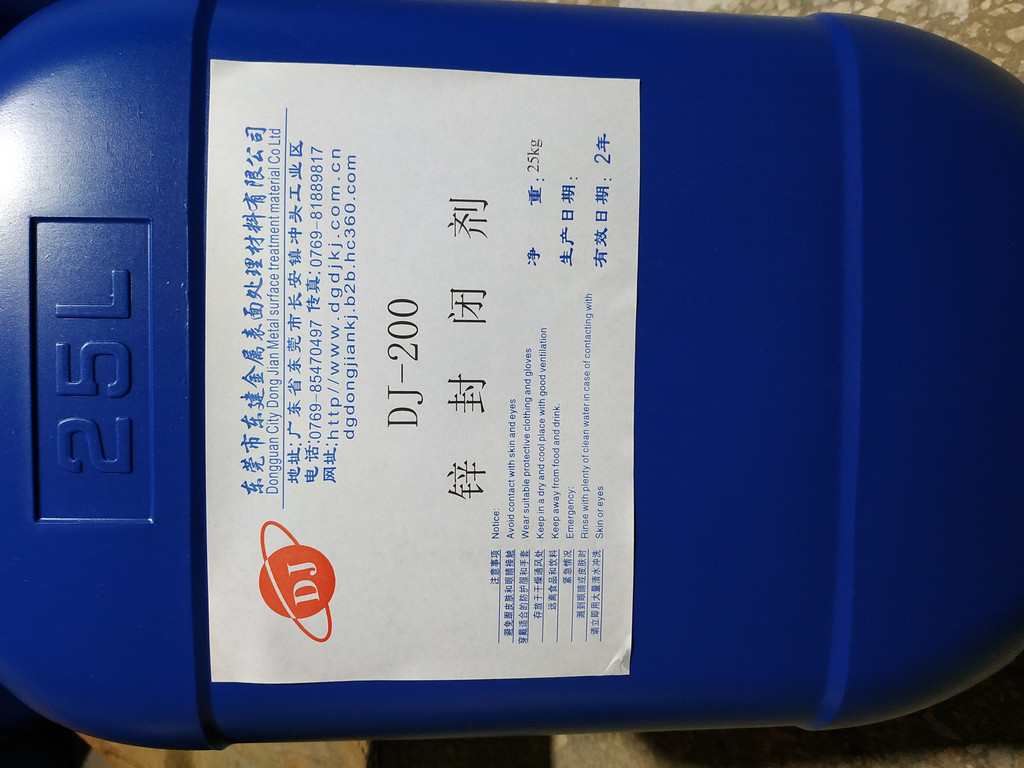 25L
DJ
东莞市东建金属表面处理材料有限公司
Dongguan City Dong Jian Metal surface treatment material Co Ltd
地址:广东省东莞市长安镇冲头工业区
电话:0769-85470497 传真:0769-81889817
网址:http//www.dgdjkj.com.cn
dgdongjiankj.b2b.hc360.com
DJ-200
锌封闭剂
注意事项 Notice:
避免跟皮肤和眼睛接触 Avoid contact with skin and eyes
穿戴适合的防护服和手套 Wear suitable protective clothing and gloves
存放于干燥通风处 Keep in a dry and cool place with good ventilation
远离食品和饮料 Keep away from food and drink.
紧急情况 Emergency:
溅到眼睛或皮肤时 Rinse with plenty of clean water in case of contacting with
请立即用大量清水冲洗 Skin or eyes
净重:25kg
生产日期:
有效日期:2年